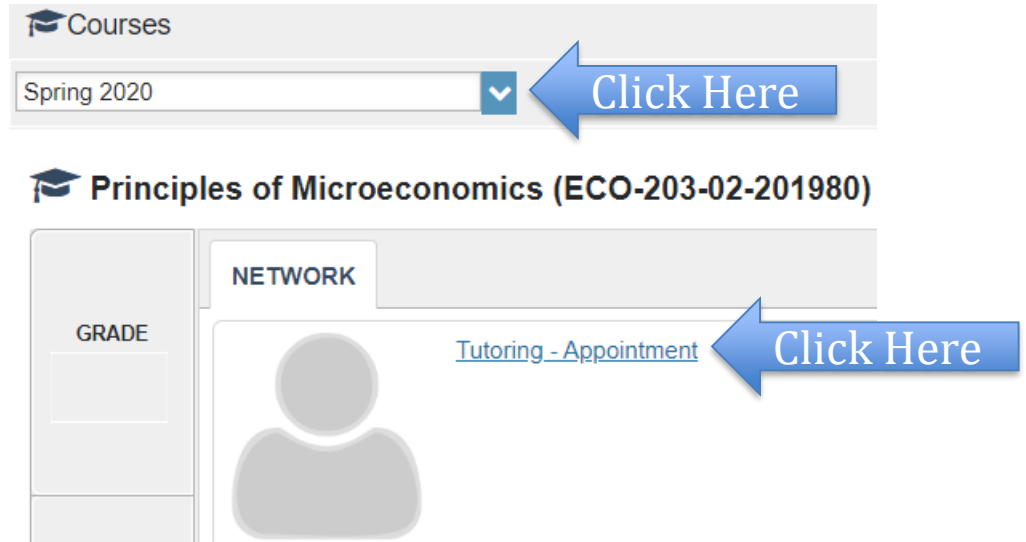 Courses
Spring 2020
Click Here
Principles of Microeconomics (ECO-203-02-201980)
NETWORK
GRADE
Tutoring - Appointment
Click Here